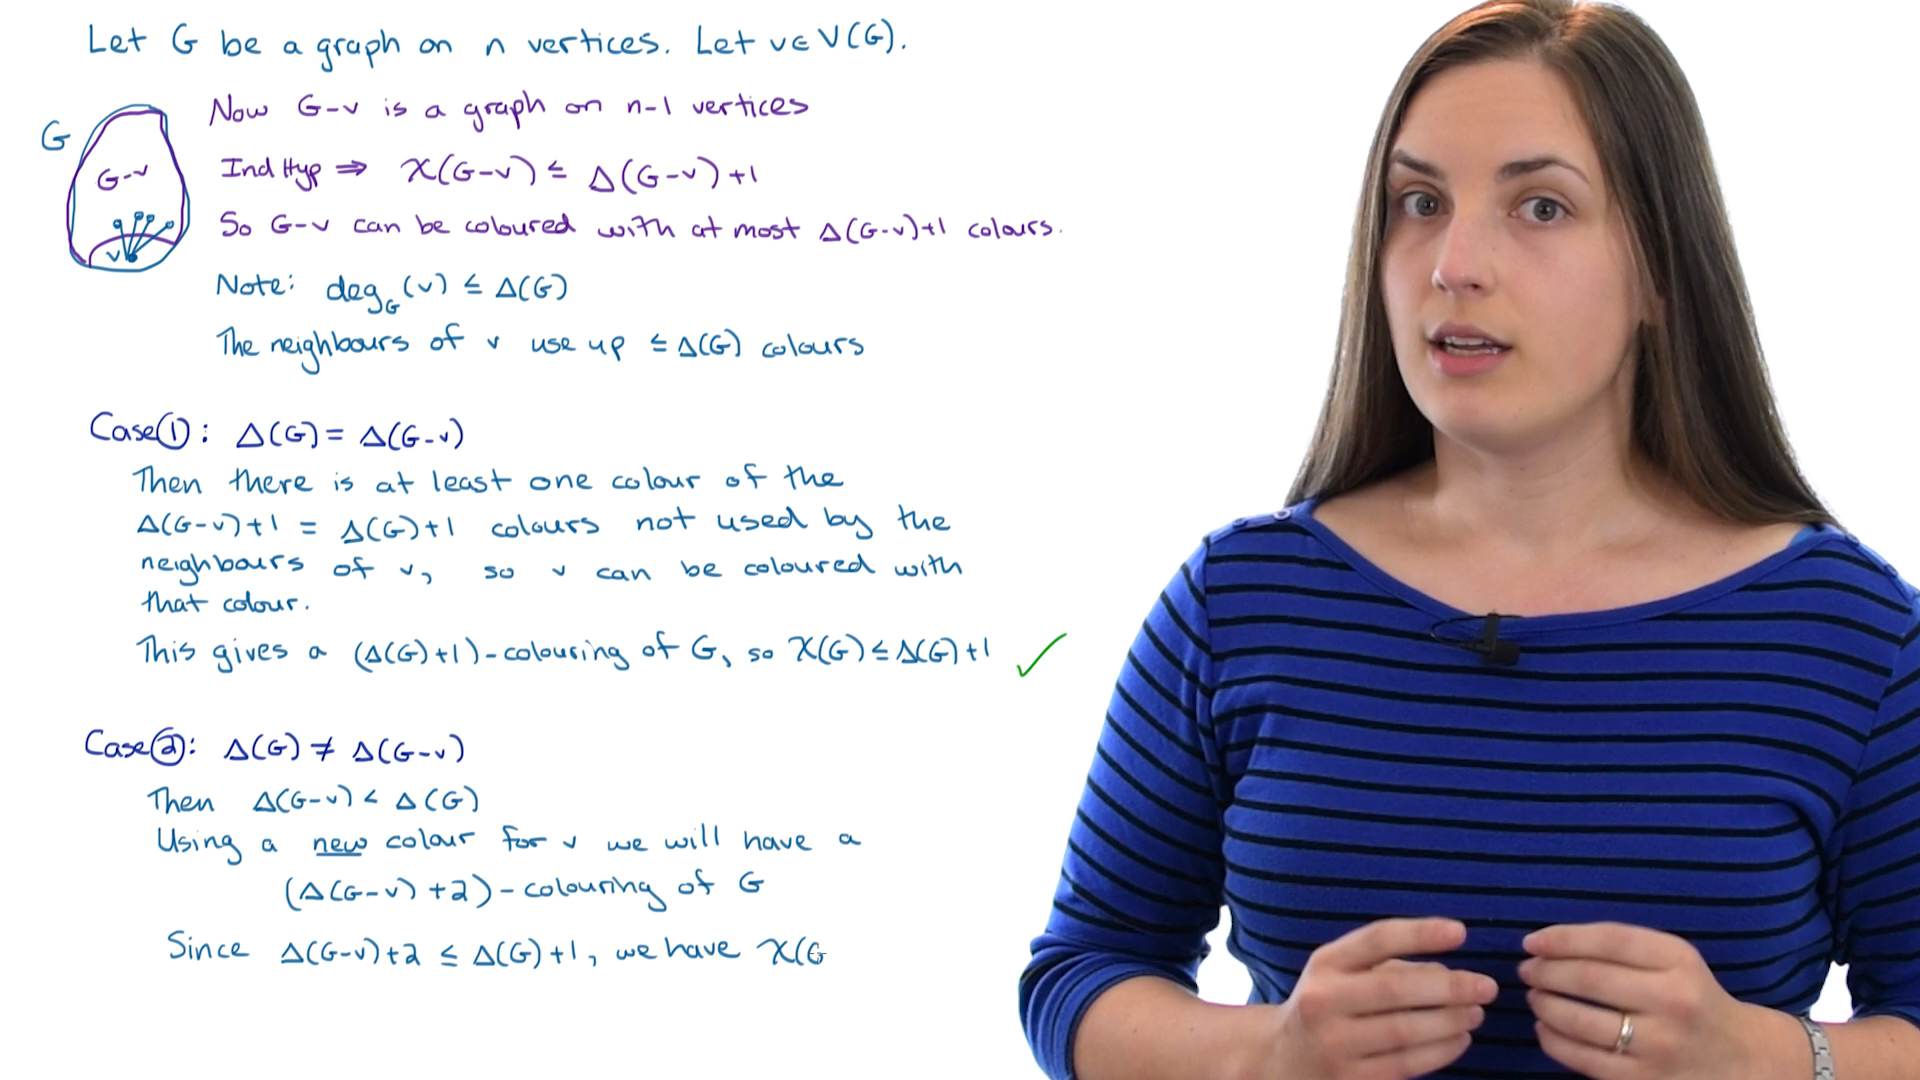 Let G be a graph on n vertices. Let v ∈ V(G).
G
Now G-v is a graph on n-1 vertices
G-v
Ind Hyp ⇒ χ(G-v) ≤ Δ(G-v)+1
So G-v can be coloured with at most Δ(G-v)+1 colours.
v
Note: deg_G(v) ≤ Δ(G)
The neighbours of v use up ≤ Δ(G) colours
Case ①: Δ(G) = Δ(G-v)
Then there is at least one colour of the
Δ(G-v)+1 = Δ(G)+1 colours not used by the
neighbours of v, so v can be coloured with
that colour.
This gives a (Δ(G)+1)-colouring of G, so χ(G) ≤ Δ(G)+1 ✓
Case ②: Δ(G) ≠ Δ(G-v)
Then Δ(G-v) < Δ(G)
Using a new colour for v we will have a
(Δ(G-v)+2)-colouring of G
Since Δ(G-v)+2 ≤ Δ(G)+1, we have χ(G